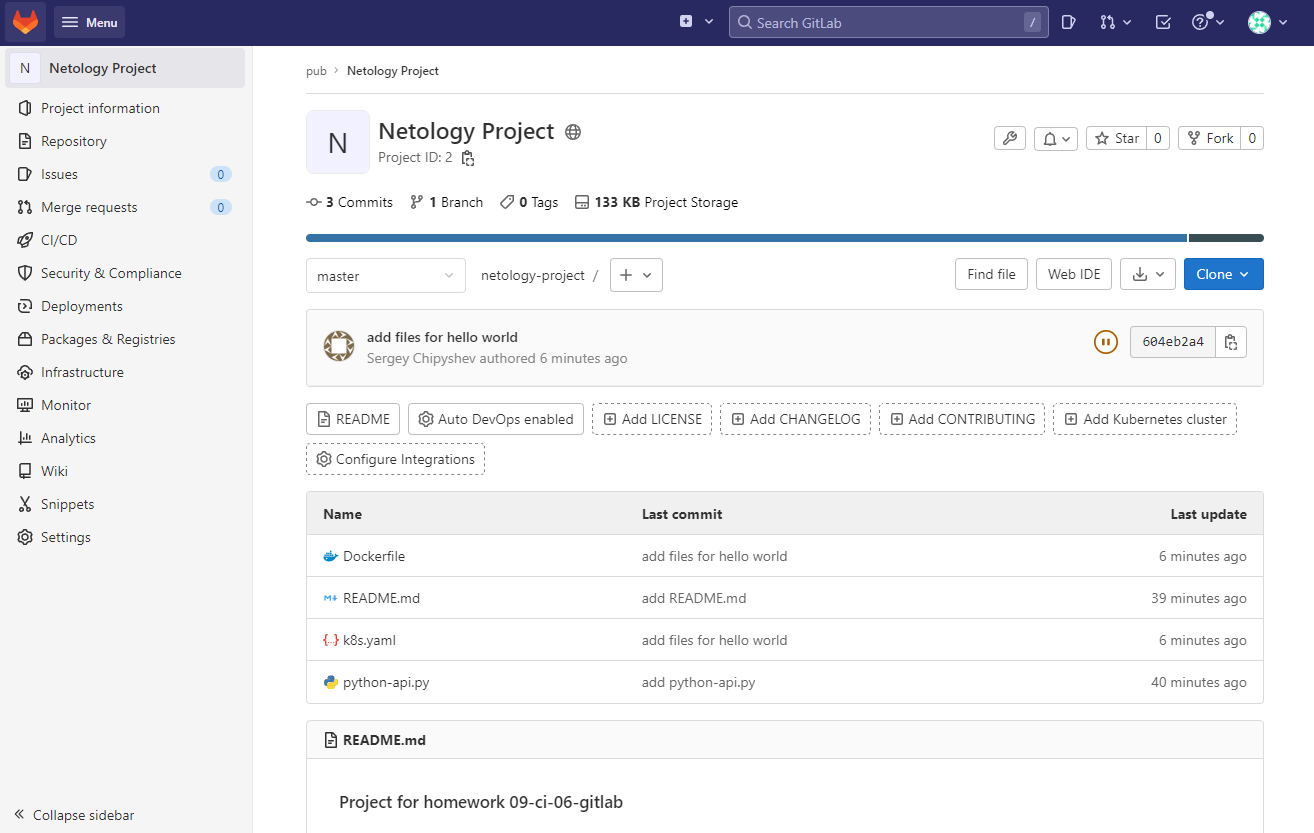 Menu
Search GitLab /
N Netology Project
Project information
Repository
Issues 0
Merge requests 0
CI/CD
Security & Compliance
Deployments
Packages & Registries
Infrastructure
Monitor
Analytics
Wiki
Snippets
Settings
Collapse sidebar
pub › Netology Project
N
Netology Project
Project ID: 2
Star 0
Fork 0
3 Commits 1 Branch 0 Tags 133 KB Project Storage
master netology-project / +
Find file Web IDE Clone
add files for hello world
Sergey Chipyshev authored 6 minutes ago
604eb2a4
README Auto DevOps enabled Add LICENSE Add CHANGELOG Add CONTRIBUTING Add Kubernetes cluster
Configure Integrations
Name Last commit Last update
Dockerfile add files for hello world 6 minutes ago
README.md add README.md 39 minutes ago
k8s.yaml add files for hello world 6 minutes ago
python-api.py add python-api.py 40 minutes ago
README.md
Project for homework 09-ci-06-gitlab